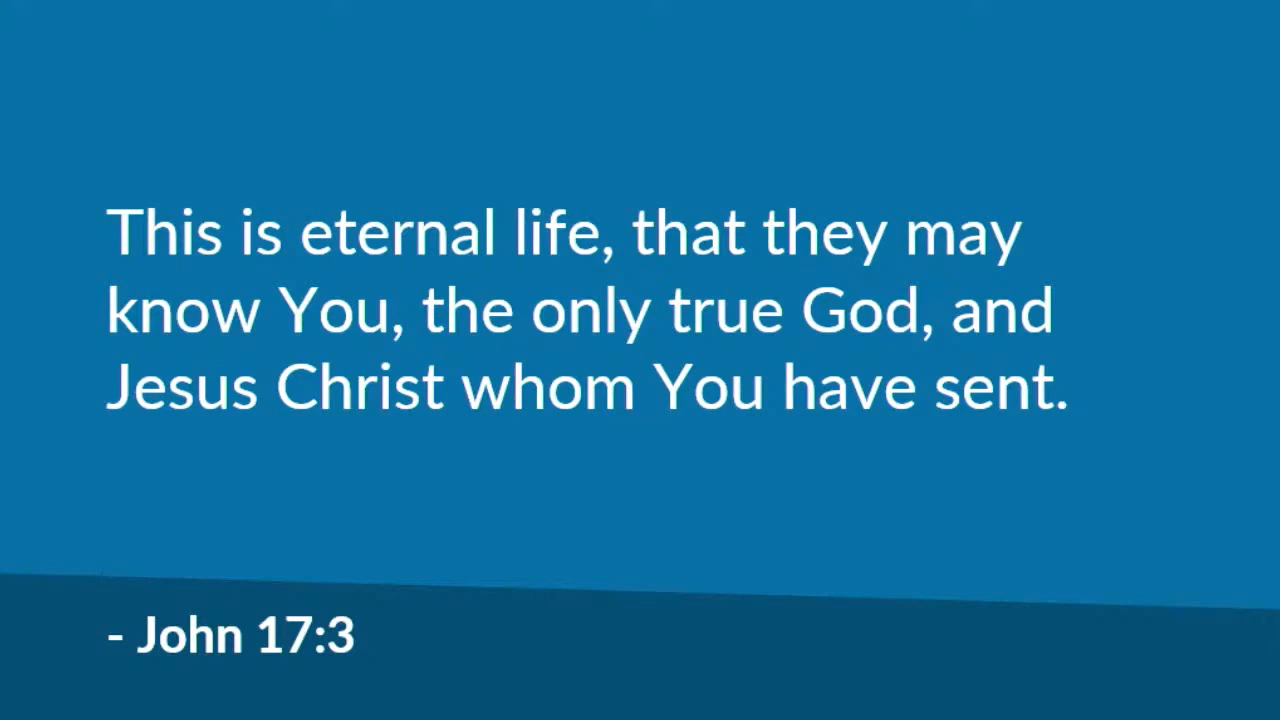 This is eternal life, that they may
know You, the only true God, and
Jesus Christ whom You have sent.
- John 17:3